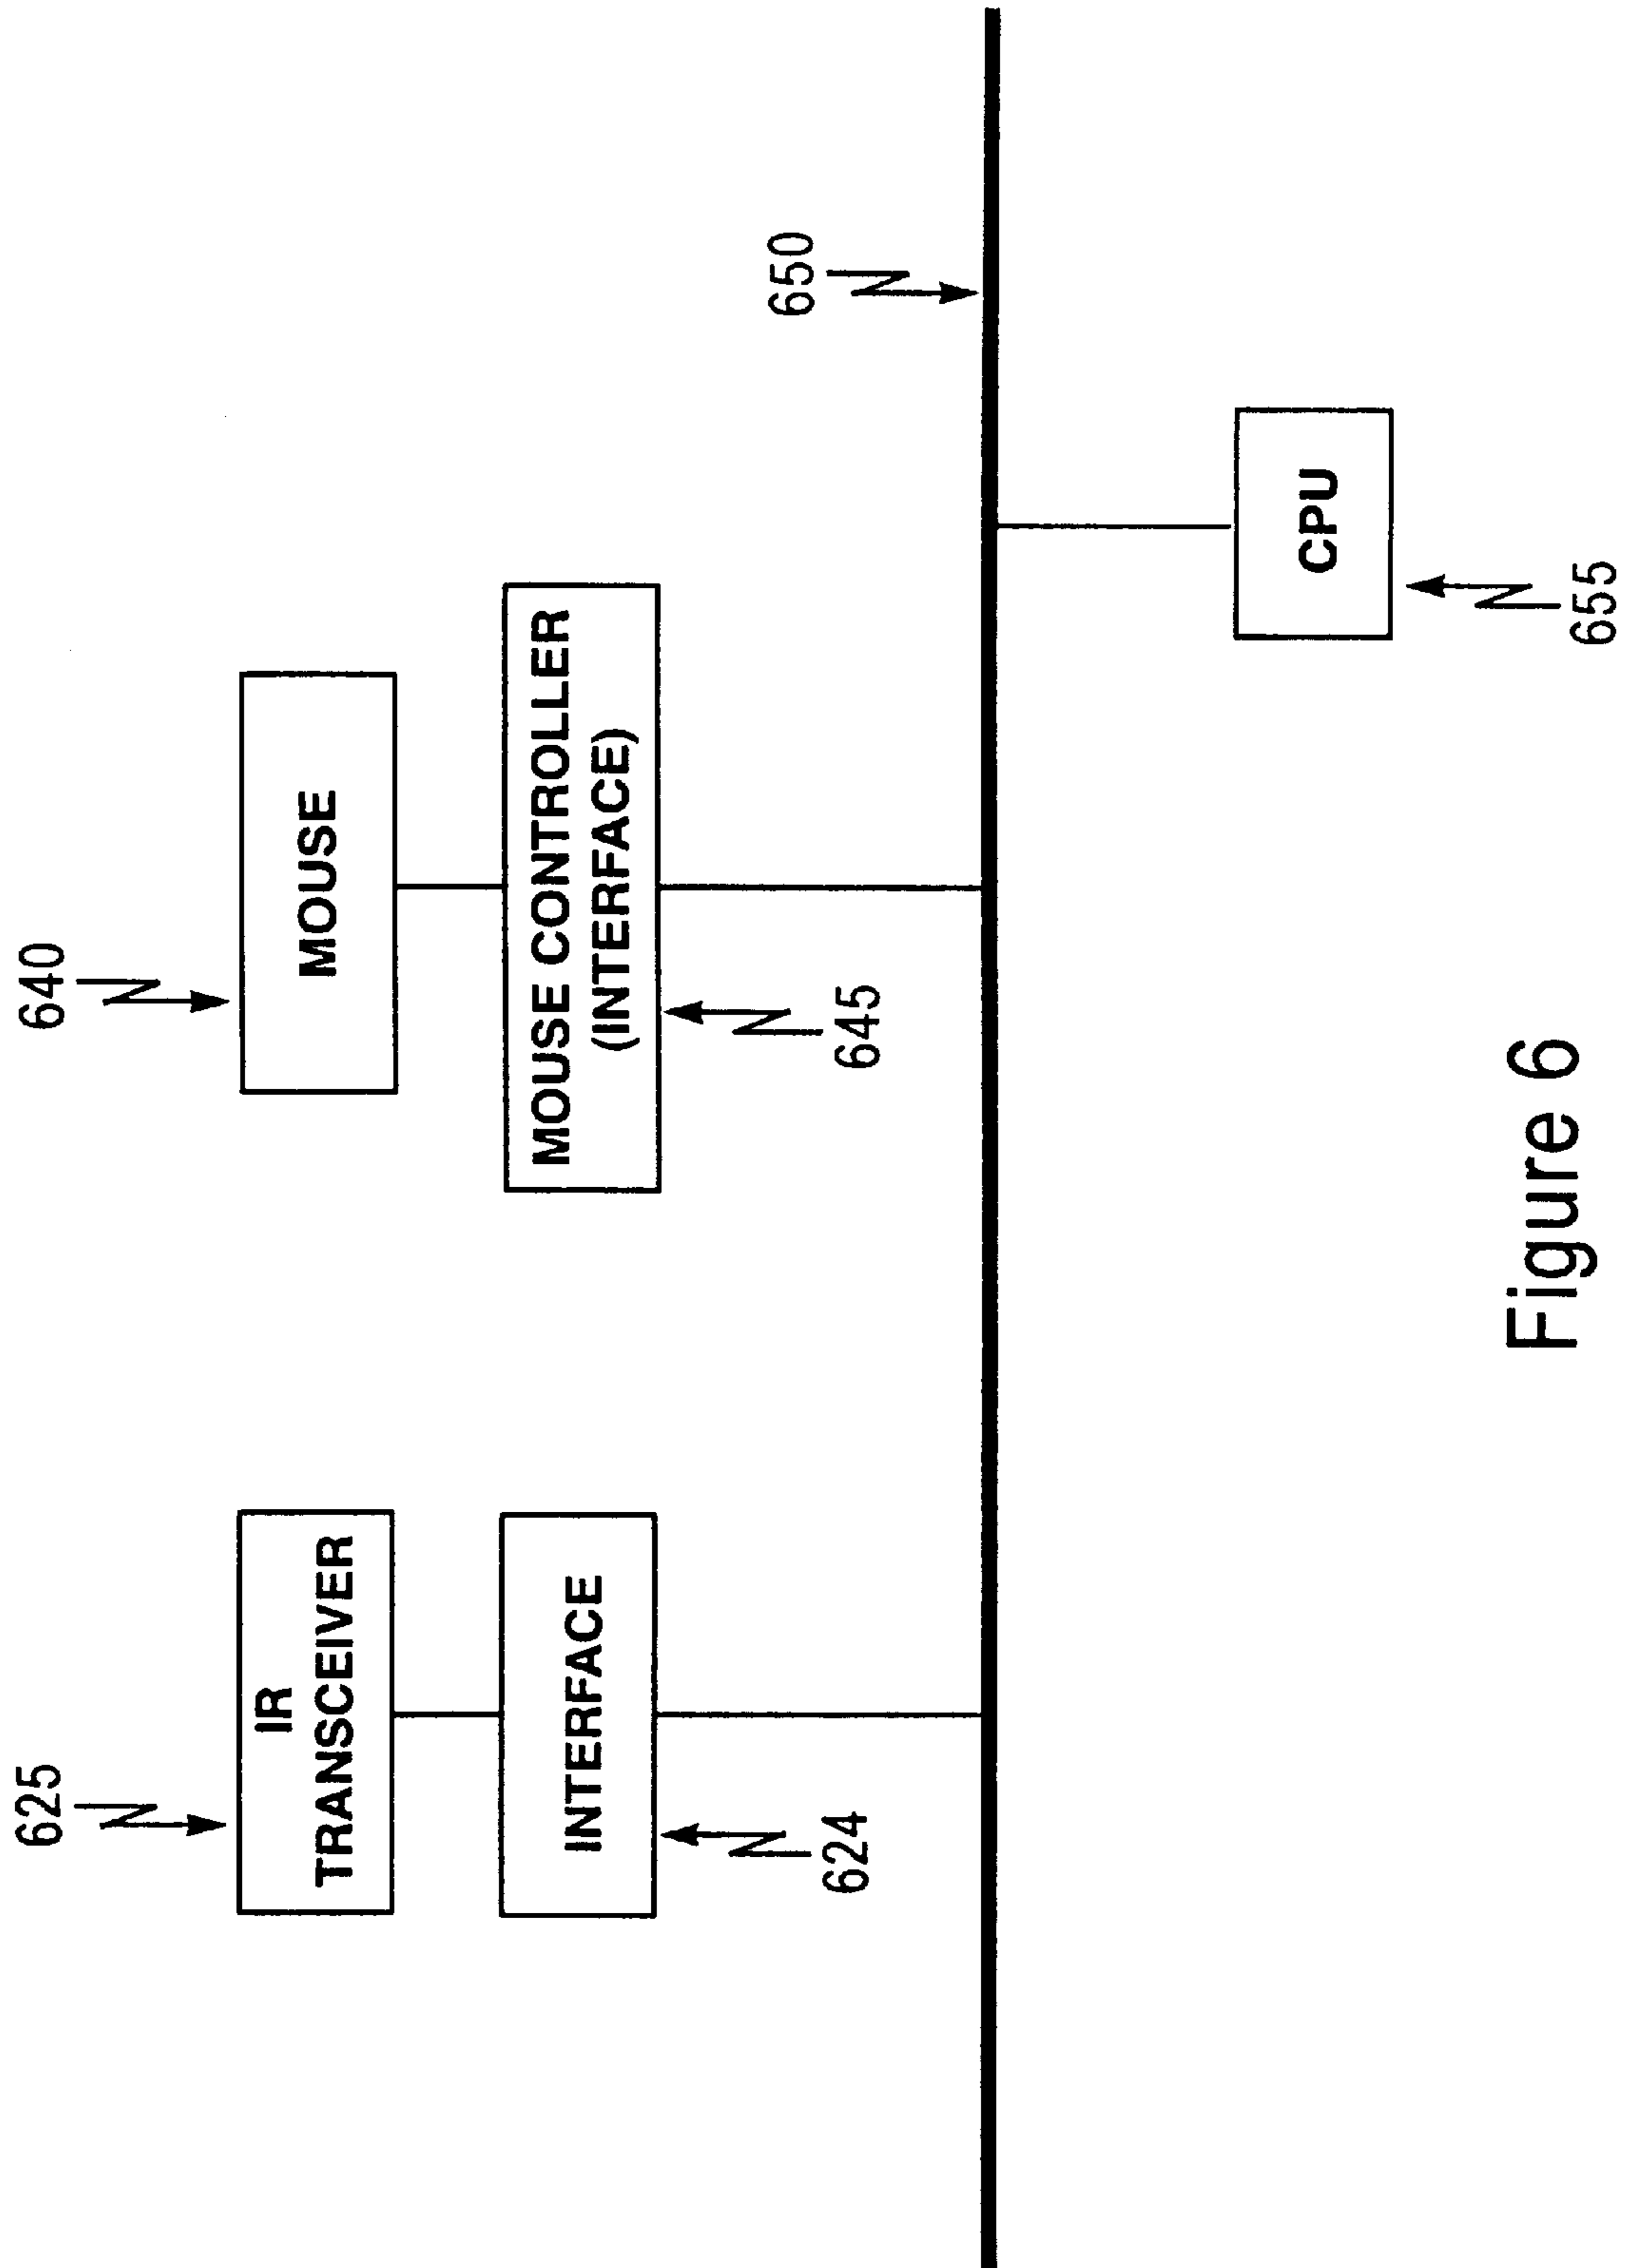 625
640
IR
TRANSCEIVER
MOUSE
INTERFACE
MOUSE CONTROLLER
(INTERFACE)
624
645
650
CPU
655
Figure 6